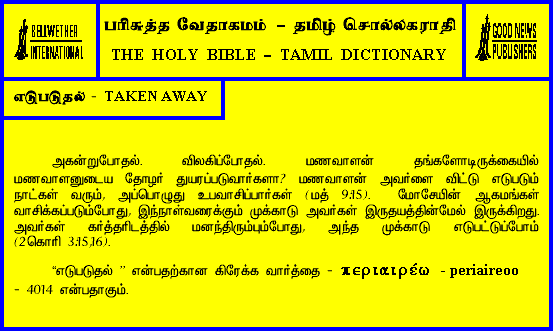 BELLWETHER
INTERNATIONAL
பரிசுத்த வேதாகமம் – தமிழ் சொல்லகராதி
THE HOLY BIBLE – TAMIL DICTIONARY
GOOD NEWS
PUBLISHERS
எடுபடுதல் - TAKEN AWAY
அகன்றுபோதல். விலகிப்போதல். மணவாளன் தங்களோடிருக்கையில்
மணவாளனுடைய தோழர் துயரப்படுவார்களா? மணவாளன் அவர்ளை விட்டு எடுபடும்
நாட்கள் வரும், அப்பொழுது உபவாசிப்பார்கள் (மத் 9:15). மோசேயின் ஆகமங்கள்
வாசிக்கப்படும்போது, இந்நாள்வரைக்கும் முக்காடு அவர்கள் இருதயத்தின்மேல் இருக்கிறது.
அவர்கள் கர்த்தரிடத்தில் மனந்திரும்பும்போது, அந்த முக்காடு எடுபட்டுப்போம்
(2கொரி 3:15,16).
“எடுபடுதல் ” என்பதற்கான கிரேக்க வார்த்தை - περιαιρέω - periaireoo
- 4014 என்பதாகும்.